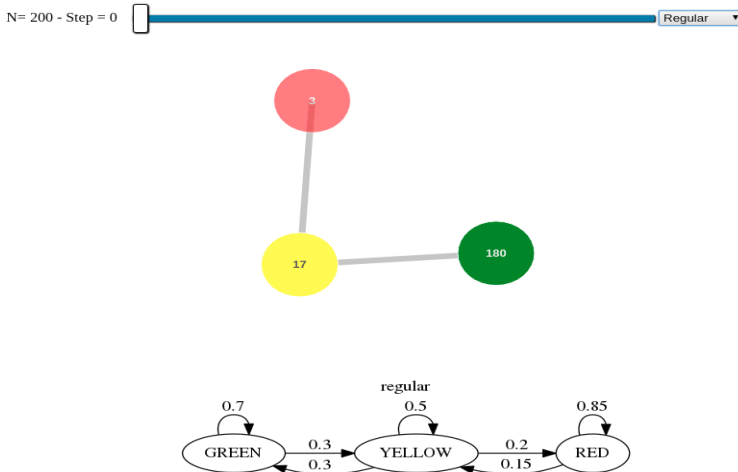 N= 200 - Step = 0
Regular
3
17
180
regular
0.7
0.5
0.85
GREEN
0.3
YELLOW
0.2
RED
0.3
0.15